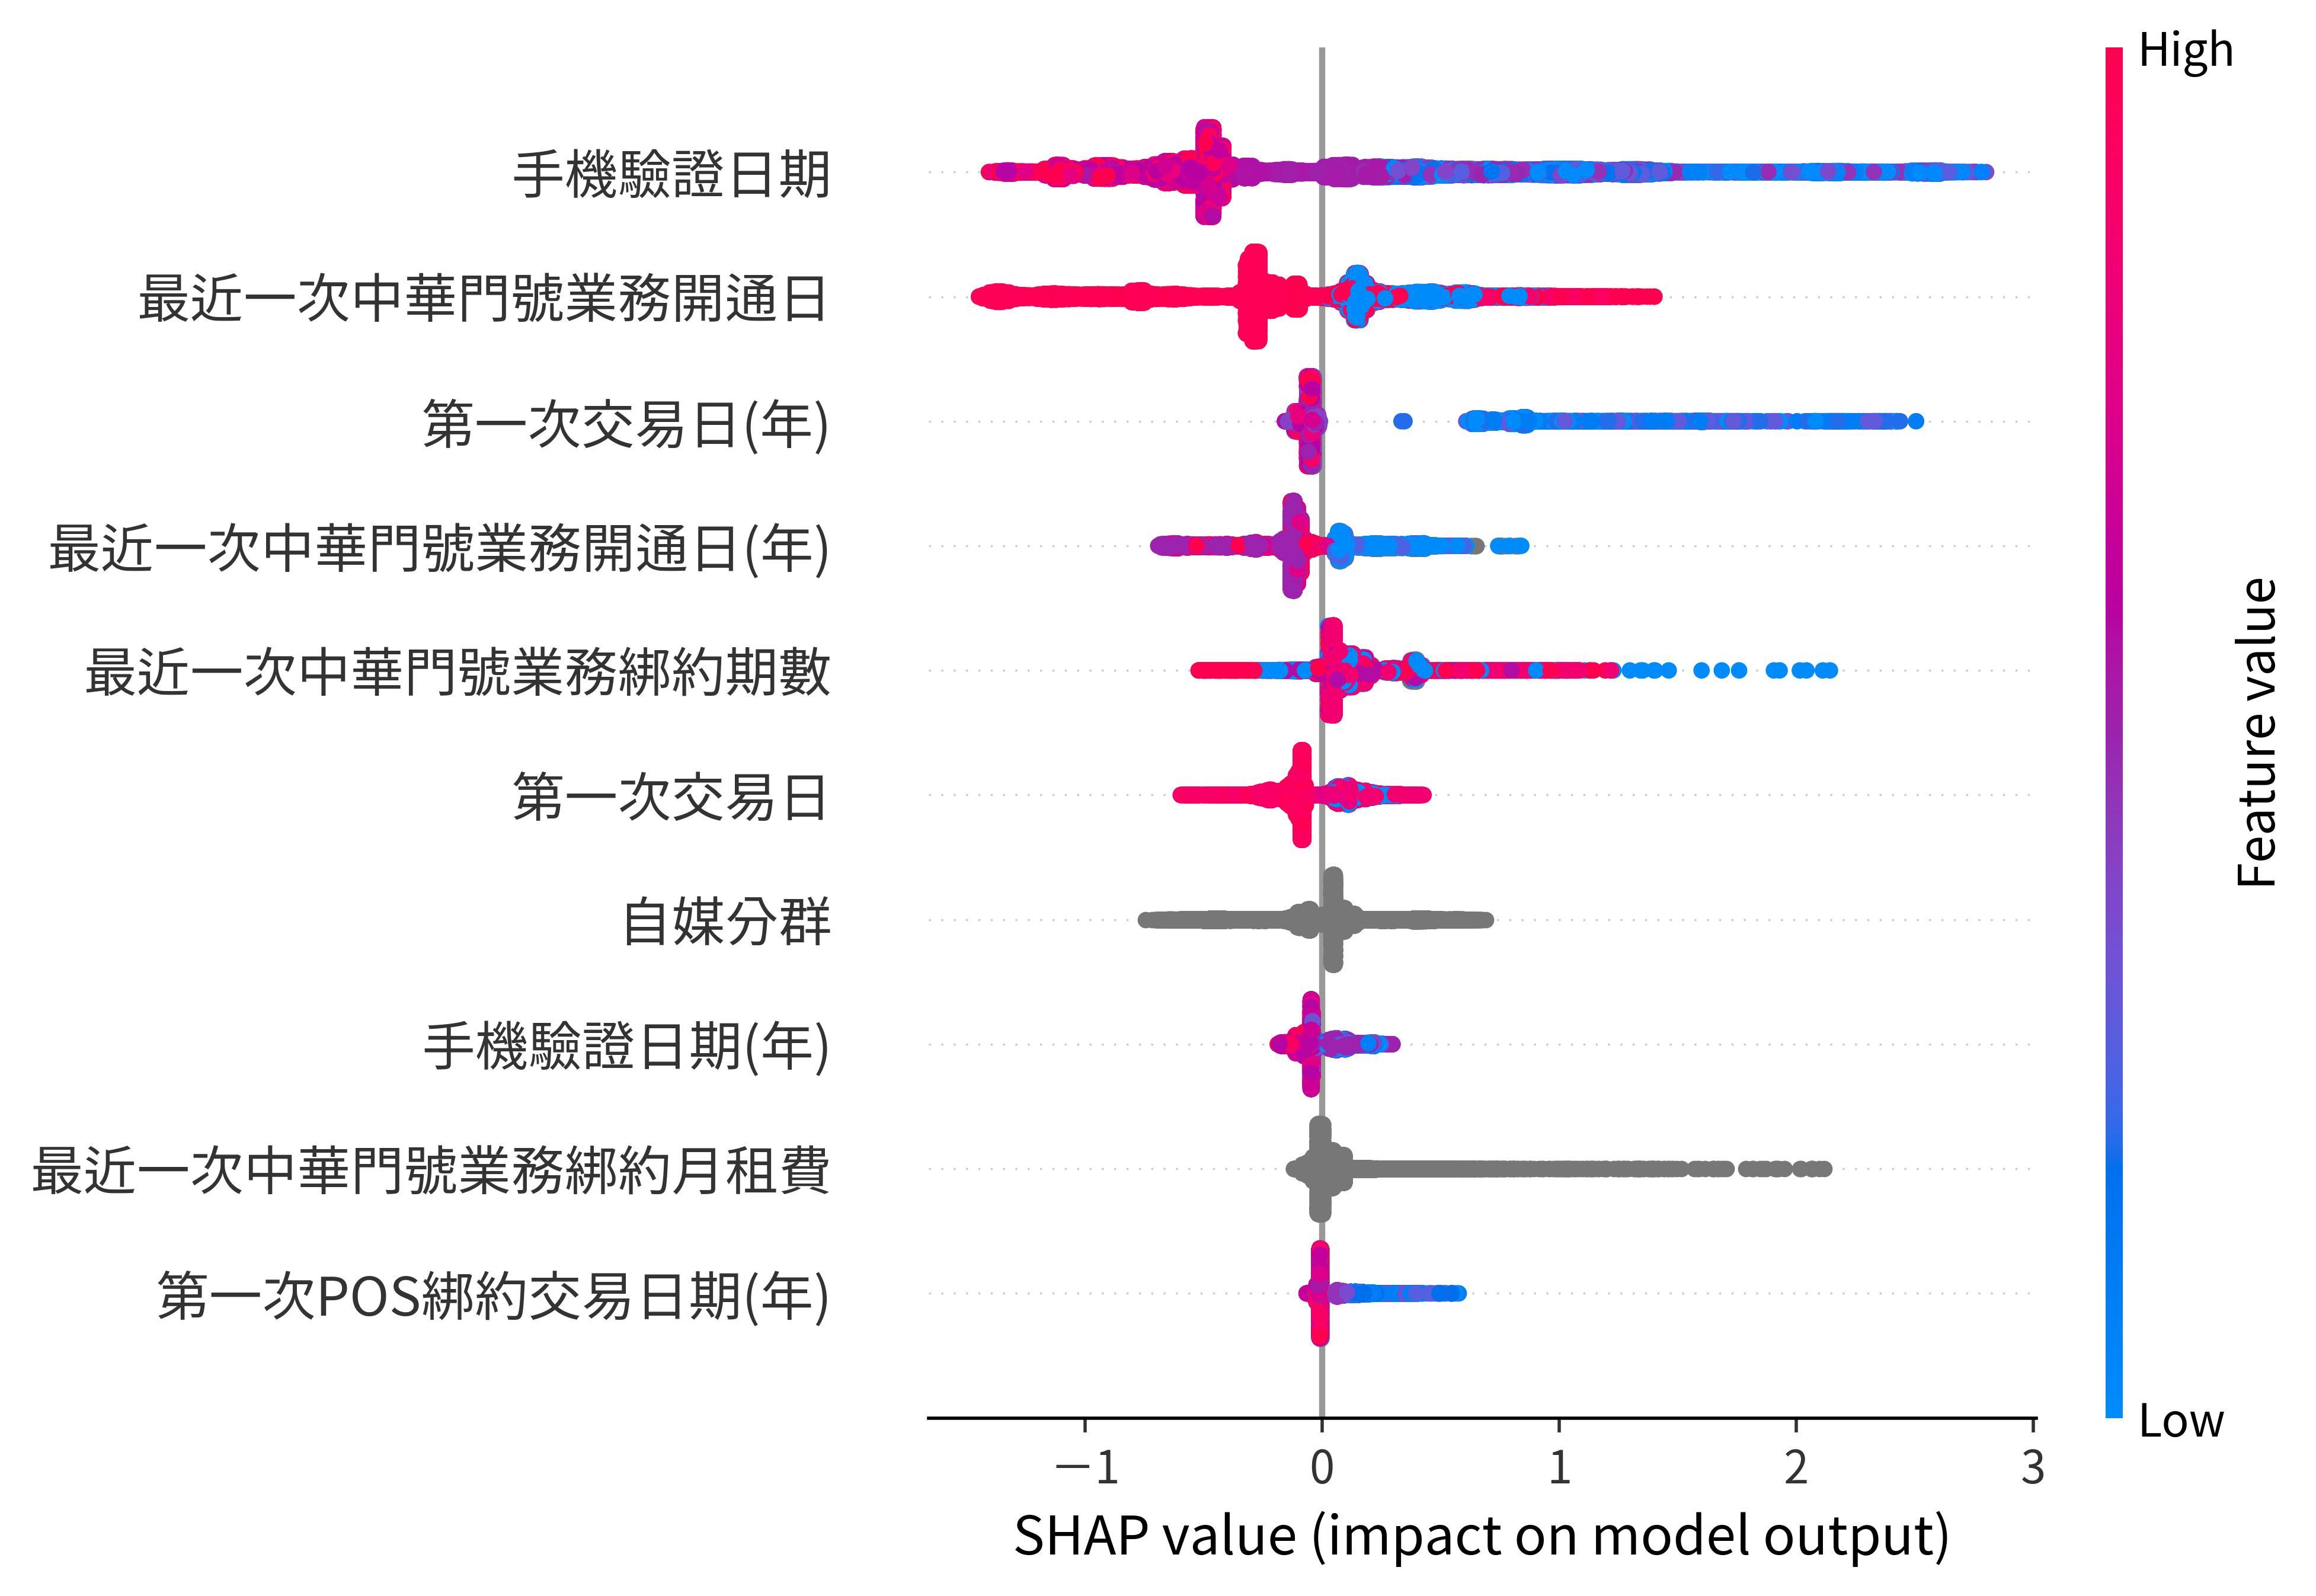 High
手機驗證日期
最近一次中華門號業務開通日
第一次交易日(年)
最近一次中華門號業務開通日(年)
最近一次中華門號業務綁約期數
第一次交易日
自媒分群
手機驗證日期(年)
最近一次中華門號業務綁約月租費
第一次POS綁約交易日期(年)
Feature value
Low
−1 0 1 2 3
SHAP value (impact on model output)